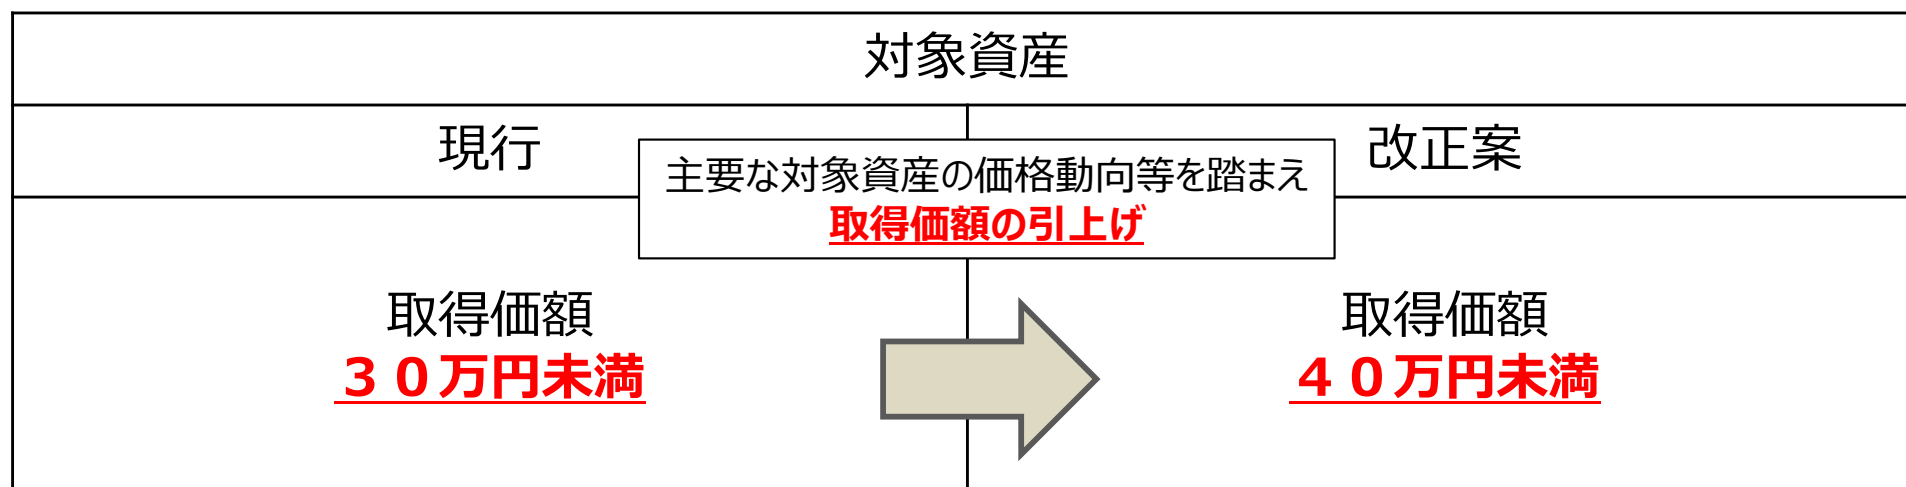 対象資産
現行
改正案
主要な対象資産の価格動向等を踏まえ
取得価額の引上げ
取得価額
３０万円未満
取得価額
４０万円未満